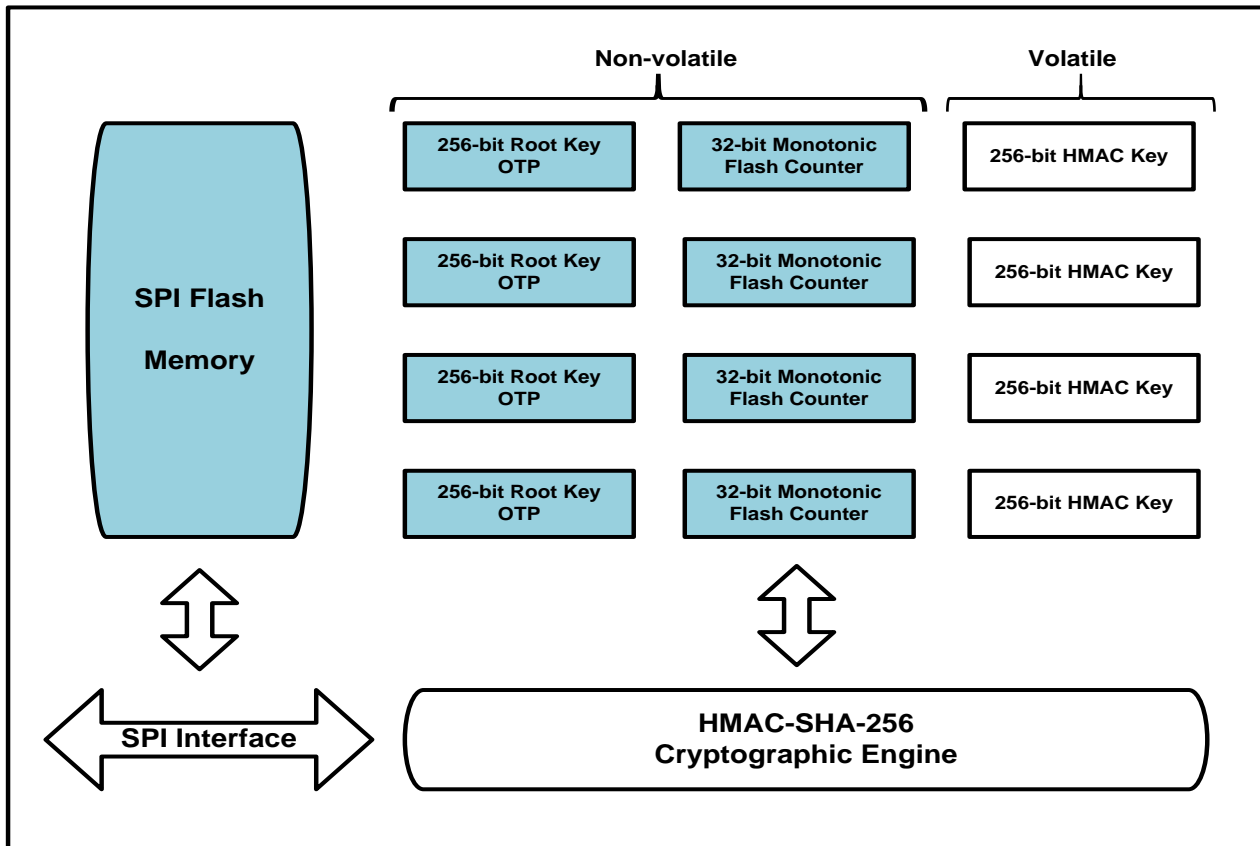 Non-volatile
Volatile
256-bit Root Key
OTP
32-bit Monotonic
Flash Counter
256-bit HMAC Key
256-bit Root Key
OTP
32-bit Monotonic
Flash Counter
256-bit HMAC Key
SPI Flash
Memory
256-bit Root Key
OTP
32-bit Monotonic
Flash Counter
256-bit HMAC Key
256-bit Root Key
OTP
32-bit Monotonic
Flash Counter
256-bit HMAC Key
SPI Interface
HMAC-SHA-256
Cryptographic Engine